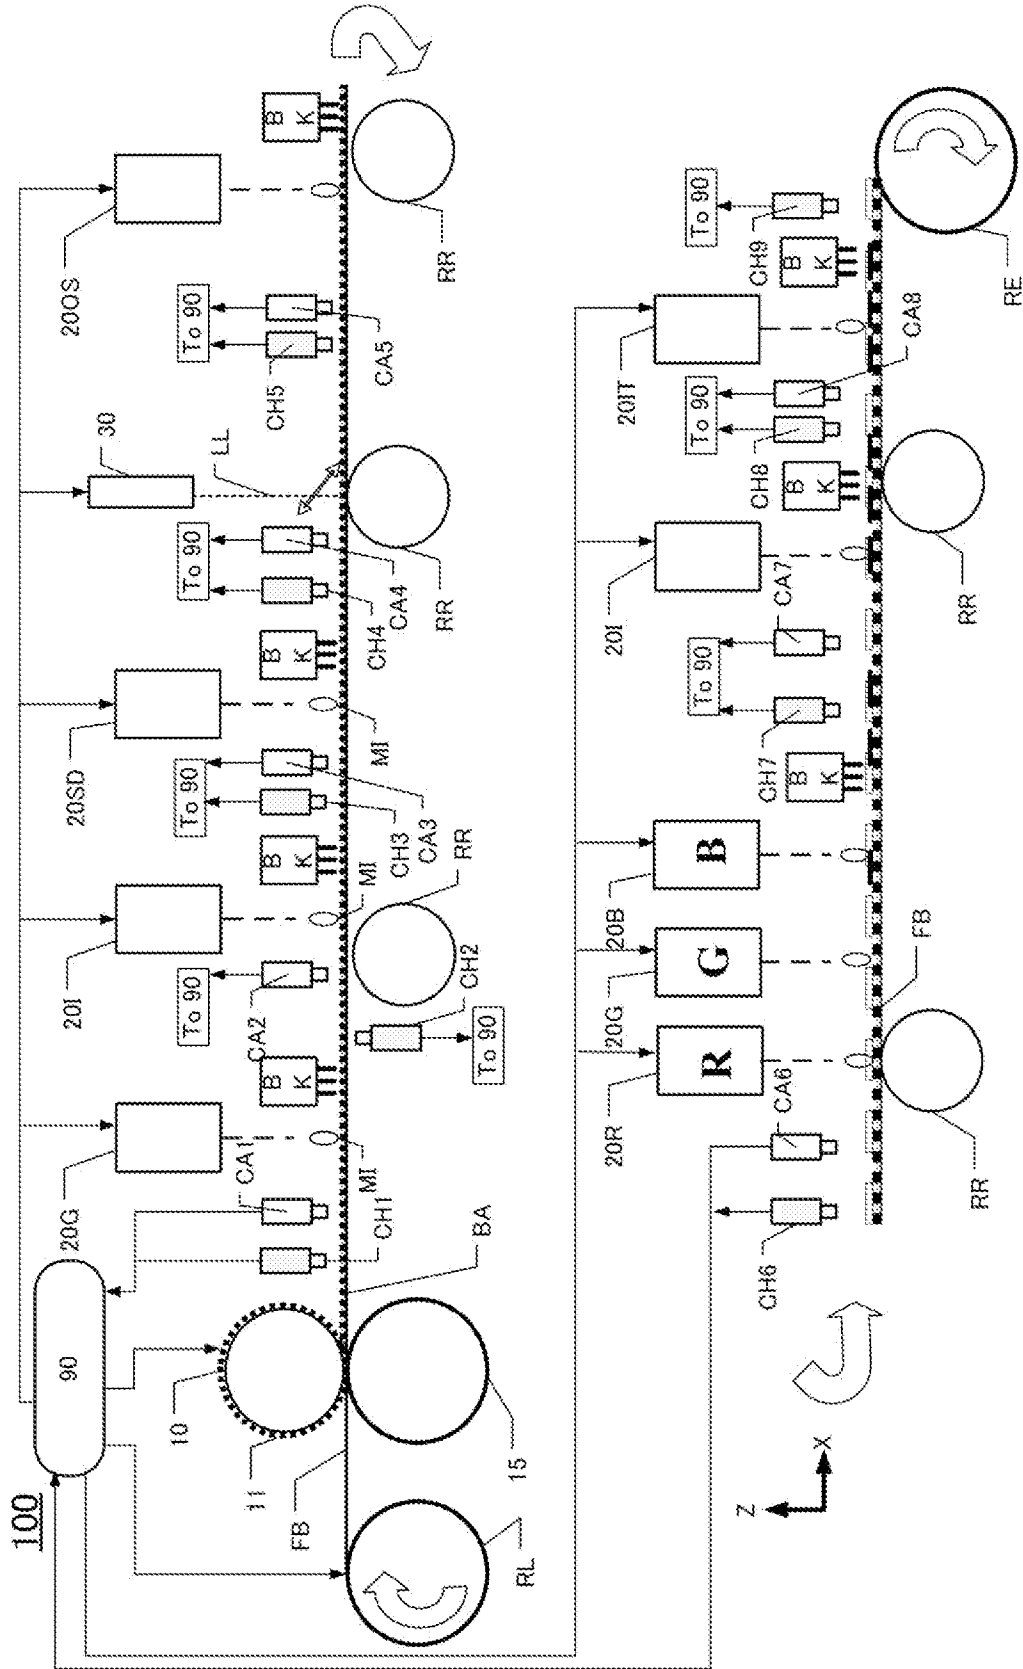 100
90
20G
20I
20SD
30
20OS
10
11
FB
RL
15
BA
CH1
CA1
MI
B
K
CA2
To 90
CH2
To 90
MI
RR
B
K
CH3
CA3
To 90
MI
B
K
CH4
CA4
To 90
LL
RR
CH5
CA5
To 90
RR
B
K
Z
X
CH6
CA6
20R
R
20G
G
20B
B
RR
FB
B
K
CH7
CA7
To 90
20I
B
K
RR
CH8
CA8
To 90
20IT
B
K
CH9
To 90
RE